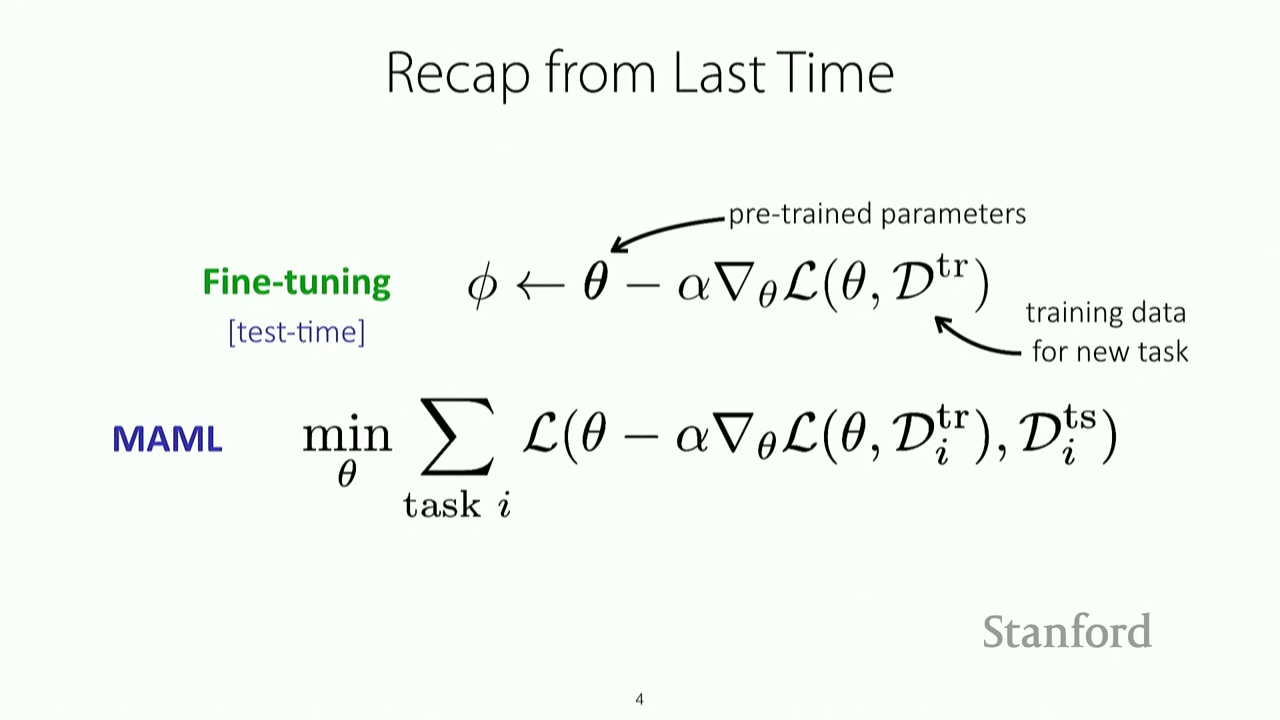 Recap from Last Time
pre-trained parameters
Fine-tuning ϕ ← θ − α∇_θ ℒ(θ, 𝒟^tr)
[test-time]
training data
for new task
MAML min_θ ∑_{task i} ℒ(θ − α∇_θ ℒ(θ, 𝒟_i^tr), 𝒟_i^ts)
Stanford
4